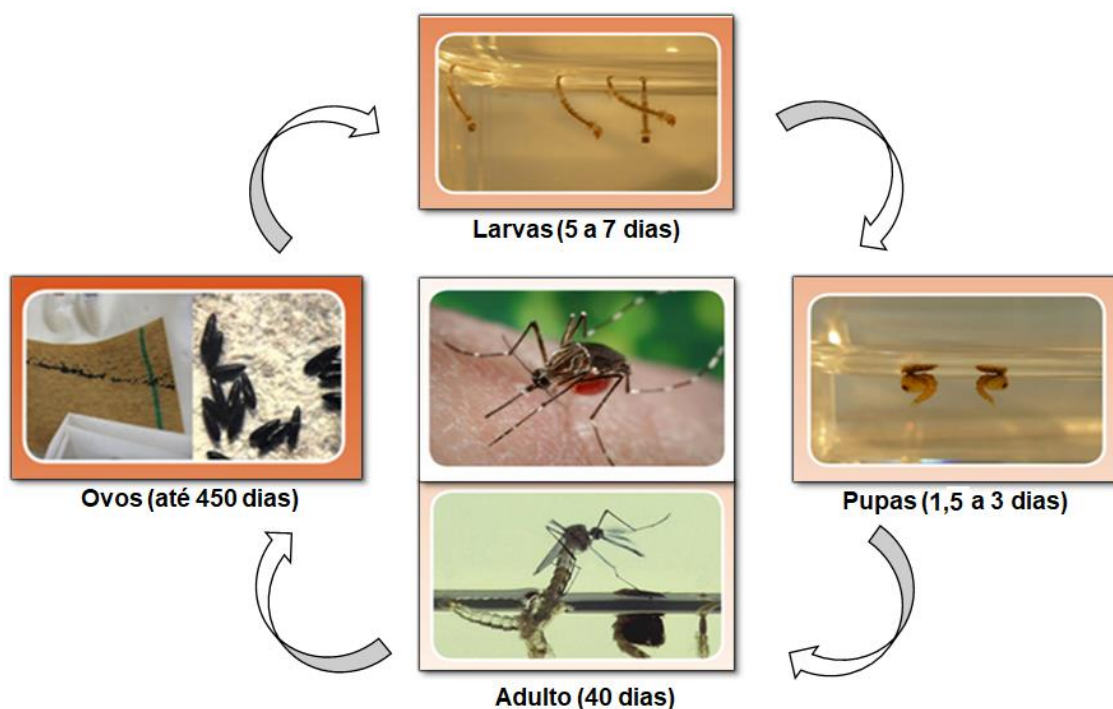 Larvas (5 a 7 dias)
Ovos (até 450 dias)
Pupas (1,5 a 3 dias)
Adulto (40 dias)